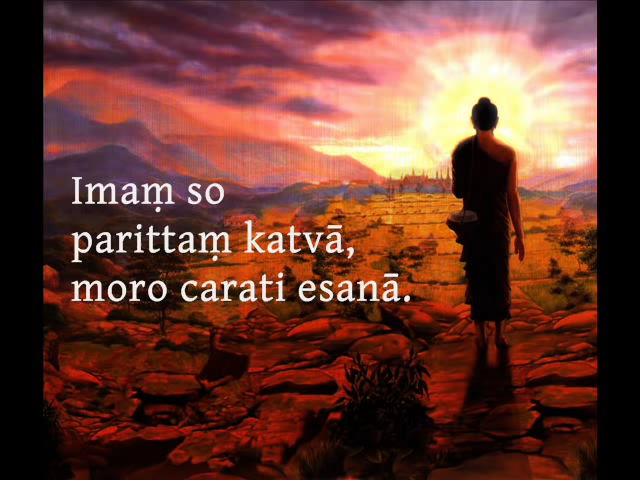 Imaṃ so
parittaṃ katvā,
moro carati esanā.